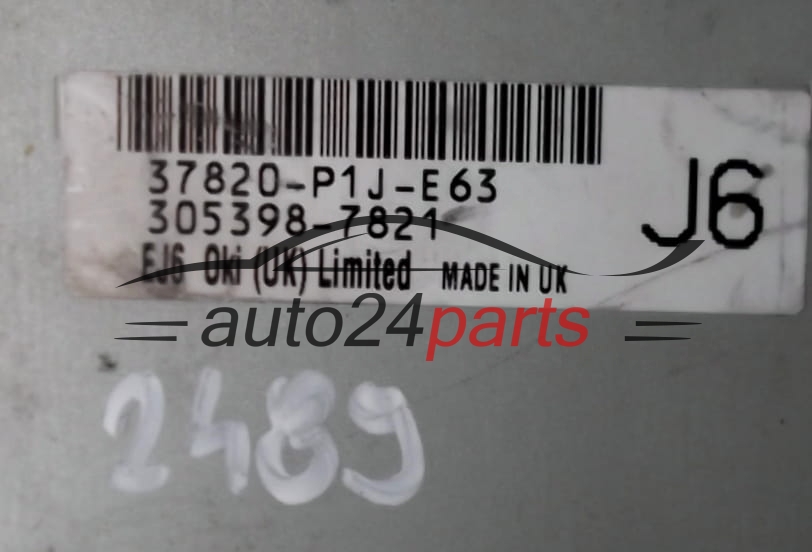 37820-P1J-E63
305398-7821
J6
EJ6 Oki (UK) Limited MADE IN UK
auto24parts
2489